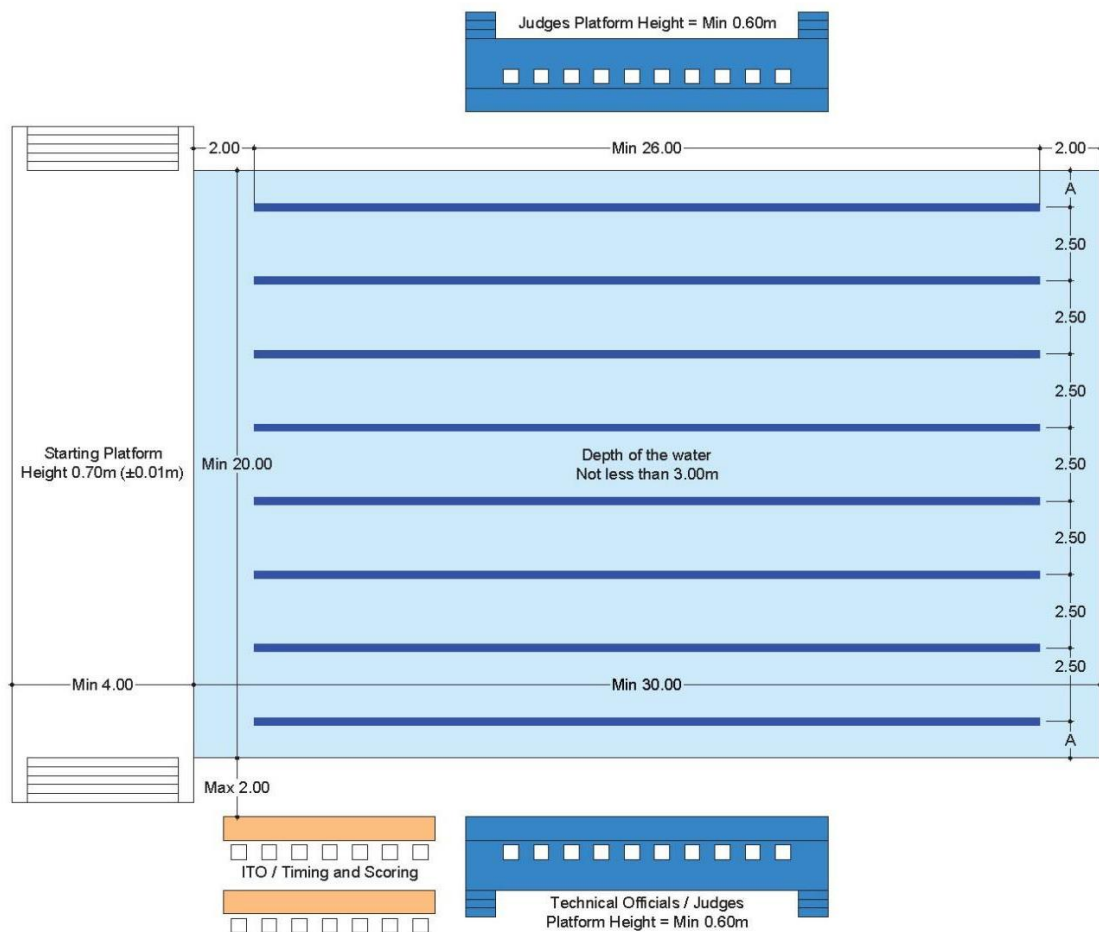 Judges Platform Height = Min 0.60m
2.00
Min 26.00
2.00
A
2.50
2.50
2.50
Starting Platform
Height 0.70m (±0.01m)
Min 20.00
Depth of the water
Not less than 3.00m
2.50
2.50
2.50
2.50
Min 4.00
Min 30.00
A
Max 2.00
ITO / Timing and Scoring
Technical Officials / Judges
Platform Height = Min 0.60m